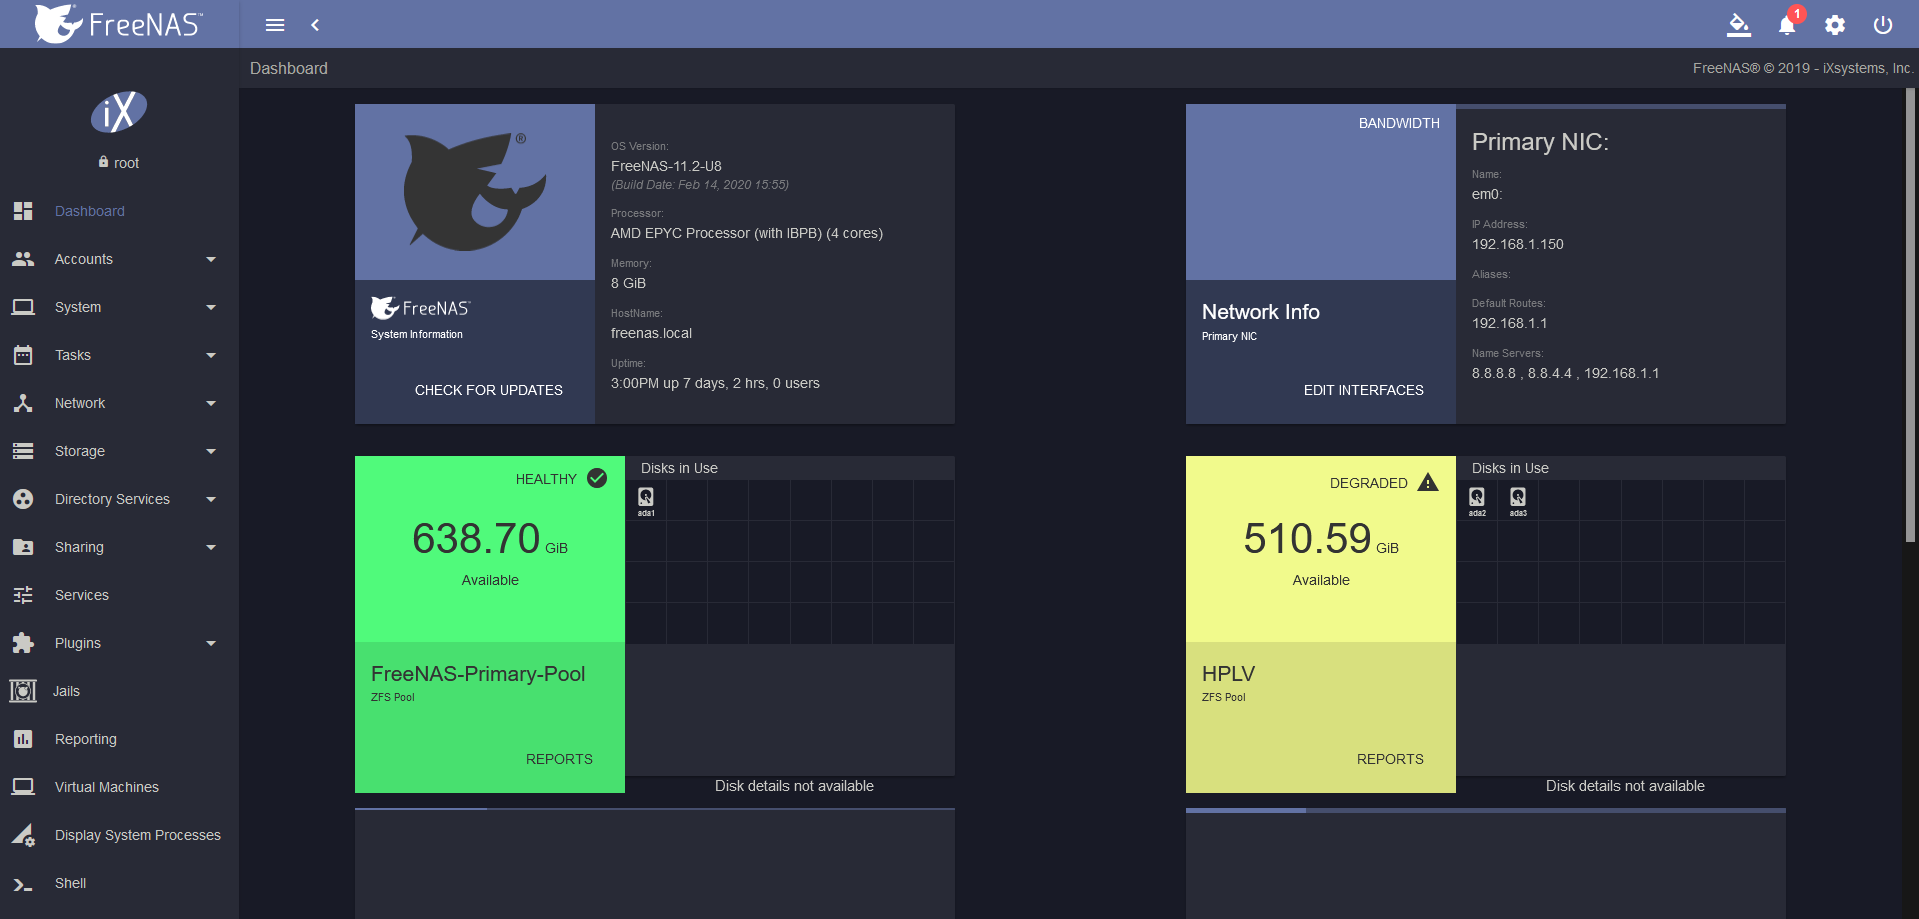 FreeNAS™
1
Dashboard
FreeNAS® © 2019 - iXsystems, Inc.
iX
root
Dashboard
Accounts
System
Tasks
Network
Storage
Directory Services
Sharing
Services
Plugins
Jails
Reporting
Virtual Machines
Display System Processes
Shell
®
FreeNAS™
System Information
CHECK FOR UPDATES
OS Version:
FreeNAS-11.2-U8
(Build Date: Feb 14, 2020 15:55)
Processor:
AMD EPYC Processor (with IBPB) (4 cores)
Memory:
8 GiB
HostName:
freenas.local
Uptime:
3:00PM up 7 days, 2 hrs, 0 users
BANDWIDTH
Network Info
Primary NIC
EDIT INTERFACES
Primary NIC:
Name:
em0:
IP Address:
192.168.1.150
Aliases:
Default Routes:
192.168.1.1
Name Servers:
8.8.8.8 , 8.8.4.4 , 192.168.1.1
HEALTHY
638.70 GiB
Available
FreeNAS-Primary-Pool
ZFS Pool
REPORTS
Disks in Use
ada1
Disk details not available
DEGRADED
510.59 GiB
Available
HPLV
ZFS Pool
REPORTS
Disks in Use
ada2 ada3
Disk details not available